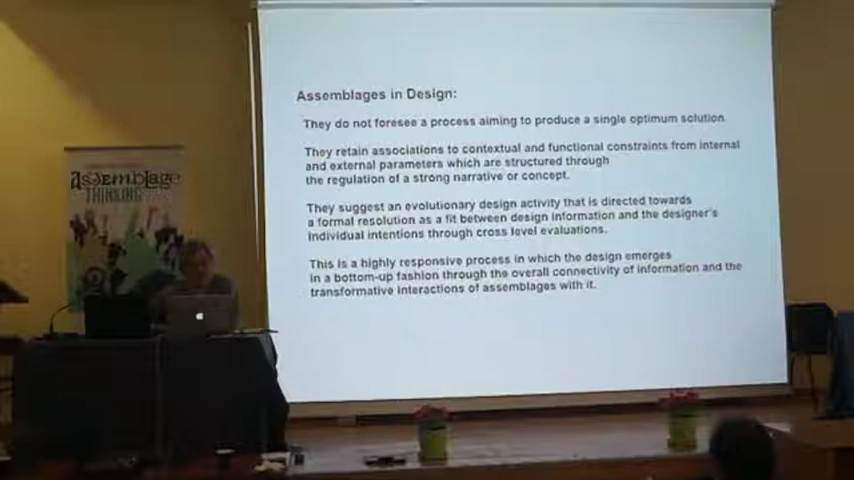 Assemblages in Design:
They do not foresee a process aiming to produce a single optimum solution.
They retain associations to contextual and functional constraints from internal
and external parameters which are structured through
the regulation of a strong narrative or concept.
They suggest an evolutionary design activity that is directed towards
a formal resolution as a fit between design information and the designer's
individual intentions through cross level evaluations.
This is a highly responsive process in which the design emerges
in a bottom-up fashion through the overall connectivity of information and the
transformative interactions of assemblages with it.
Assemblage
THINKING